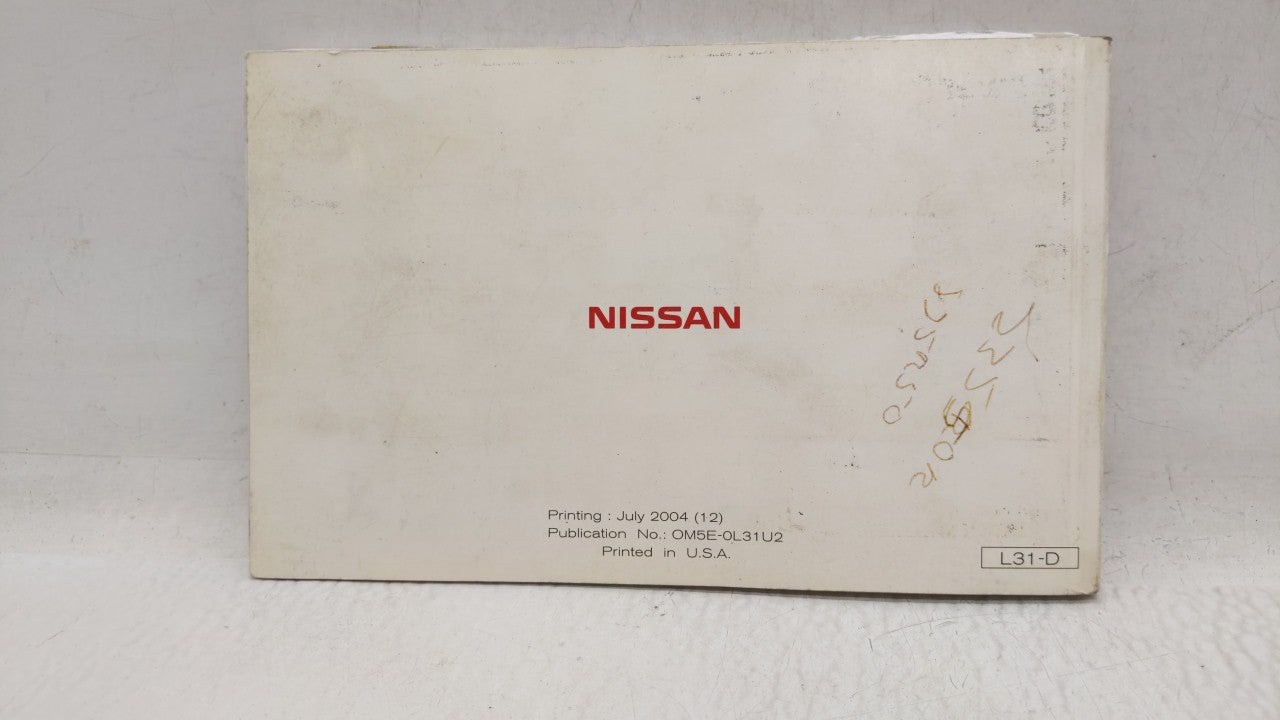 NISSAN
Printing : July 2004 (12)
Publication No.: OM5E-0L31U2
Printed in U.S.A.
L31-D